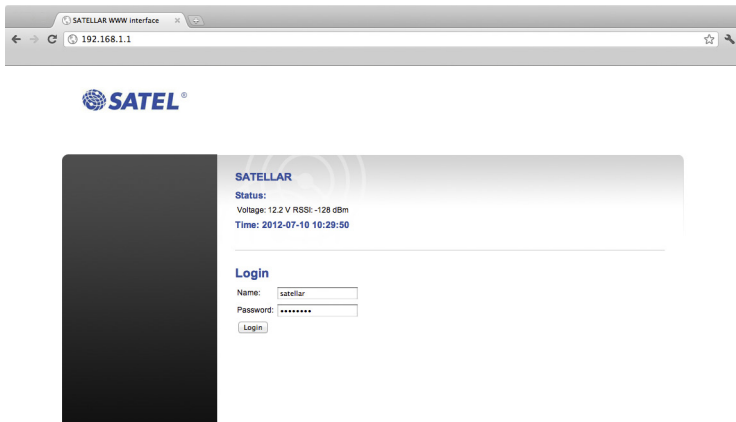 SATELLAR WWW interface
192.168.1.1
SATEL®
SATELLAR
Status:
Voltage: 12.2 V RSSI: -128 dBm
Time: 2012-07-10 10:29:50
Login
Name: satellar
Password: ••••••••
Login